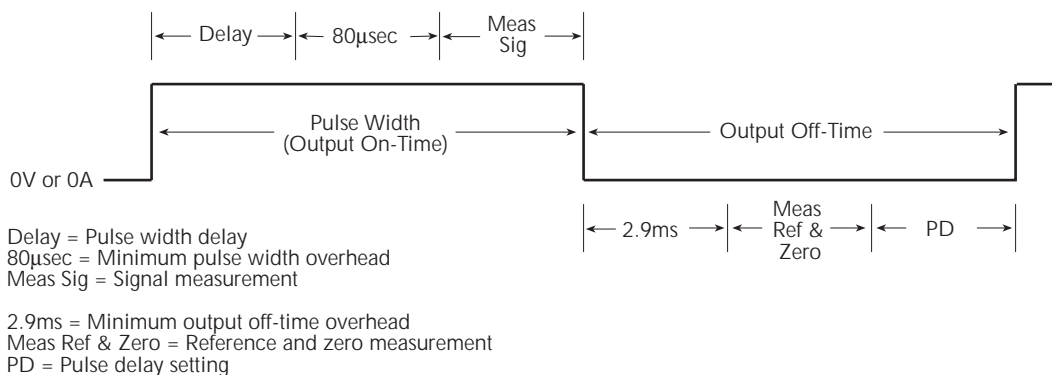 Delay
80µsec
Meas
Sig
Pulse Width
(Output On-Time)
Output Off-Time
0V or 0A
2.9ms
Meas
Ref &
Zero
PD
Delay = Pulse width delay
80µsec = Minimum pulse width overhead
Meas Sig = Signal measurement
2.9ms = Minimum output off-time overhead
Meas Ref & Zero = Reference and zero measurement
PD = Pulse delay setting